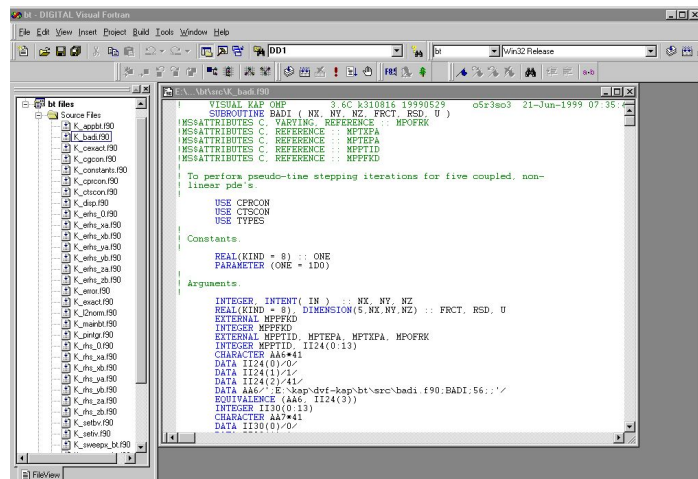 bt - DIGITAL Visual Fortran
File Edit View Insert Project Build Tools Window Help
DD1
bt
Win32 Release
E:\...\bt\src\K_badi.f90
bt files
Source Files
K_appbt.f90
K_badi.f90
K_cexact.f90
K_cgcon.f90
K_constants.f90
K_cprcon.f90
K_ctscon.f90
K_disp.f90
K_erhs_0.f90
K_erhs_xa.f90
K_erhs_xb.f90
K_erhs_ya.f90
K_erhs_yb.f90
K_erhs_za.f90
K_erhs_zb.f90
K_error.f90
K_exact.f90
K_l2norm.f90
K_mainbt.f90
K_pintgr.f90
K_rhs_0.f90
K_rhs_xa.f90
K_rhs_xb.f90
K_rhs_ya.f90
K_rhs_yb.f90
K_rhs_za.f90
K_rhs_zb.f90
K_setbv.f90
K_setiv.f90
K_sweepx_bt.f90
FileView
! VISUAL KAP OMP 3.6C k310816 19990529 o5r3so3 21-Jun-1999 07:35:
SUBROUTINE BADI ( NX, NY, NZ, FRCT, RSD, U )
!MS$ATTRIBUTES C, VARYING, REFERENCE :: MPOFRK
!MS$ATTRIBUTES C, REFERENCE :: MPTXPA
!MS$ATTRIBUTES C, REFERENCE :: MPTEPA
!MS$ATTRIBUTES C, REFERENCE :: MPPTID
!MS$ATTRIBUTES C, REFERENCE :: MPPFKD
!
! To perform pseudo-time stepping iterations for five coupled, non-
! linear pde's.
!
USE CPRCON
USE CTSCON
USE TYPES
!
! Constants.
!
REAL(KIND = 8) :: ONE
PARAMETER (ONE = 1D0)
!
! Arguments.
!
INTEGER, INTENT( IN ) :: NX, NY, NZ
REAL(KIND = 8), DIMENSION(5,NX,NY,NZ) :: FRCT, RSD, U
EXTERNAL MPPFKD
INTEGER MPPFKD
EXTERNAL MPPTID, MPTEPA, MPTXPA, MPOFRK
INTEGER MPPTID, II24(0:13)
CHARACTER AA6*41
DATA II24(0)/0/
DATA II24(1)/1/
DATA II24(2)/41/
DATA AA6/';E:\kap\dvf-kap\bt\src\badi.f90;BADI;56;;'/
EQUIVALENCE (AA6, II24(3))
INTEGER II30(0:13)
CHARACTER AA7*41
DATA II30(0)/0/